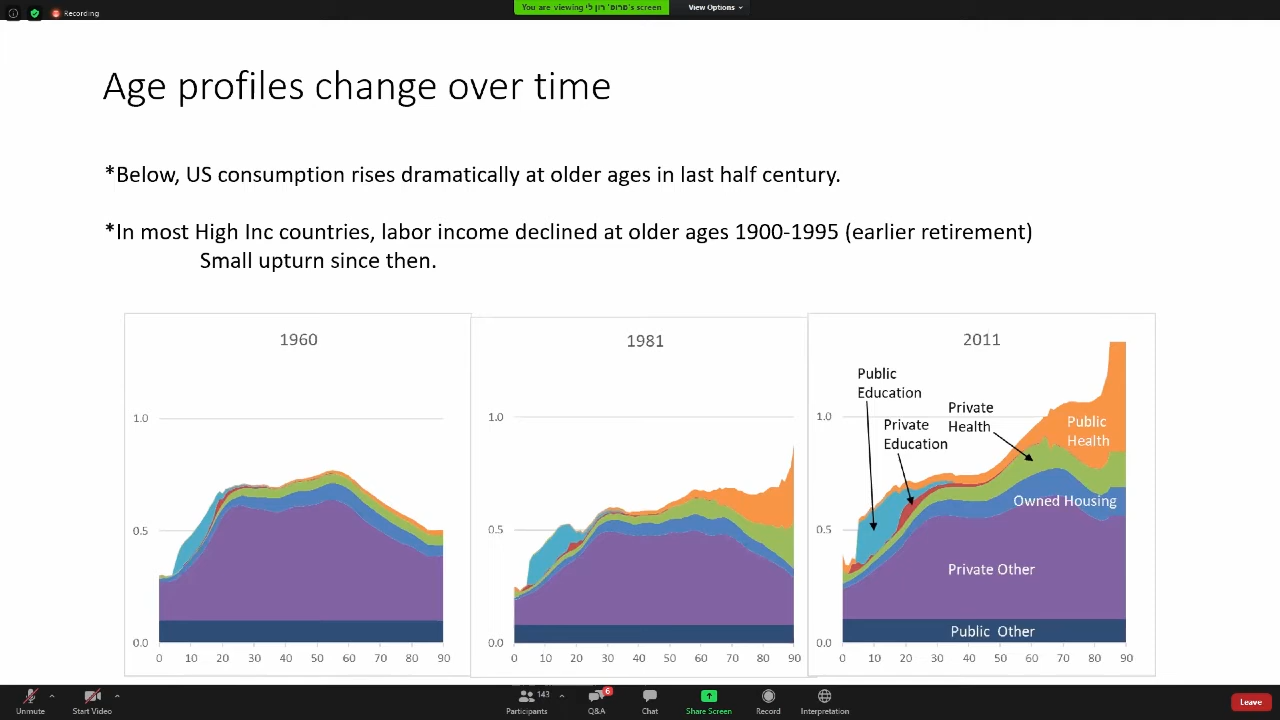 Recording
You are viewing פרופ' רון לי's screen
View Options
Age profiles change over time
*Below, US consumption rises dramatically at older ages in last half century.
*In most High Inc countries, labor income declined at older ages 1900-1995 (earlier retirement)
Small upturn since then.
1960
1.0
0.5
0.0
0 10 20 30 40 50 60 70 80 90
1981
1.0
0.5
0.0
0 10 20 30 40 50 60 70 80 90
2011
Public
Education
Private
Education
Private
Health
Public
Health
Owned Housing
Private Other
Public Other
1.0
0.5
0.0
0 10 20 30 40 50 60 70 80 90
Unmute
Start Video
143
Participants
6
Q&A
Chat
Share Screen
Record
Interpretation
Leave